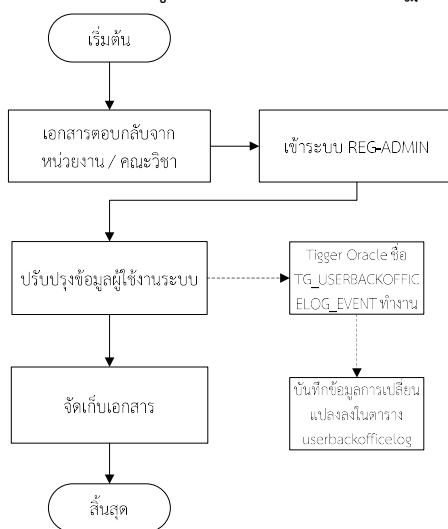 เริ่มต้น
เอกสารตอบกลับจาก
หน่วยงาน / คณะวิชา
เข้าระบบ REG-ADMIN
ปรับปรุงข้อมูลผู้ใช้งานระบบ
Tigger Oracle ชื่อ
TG_USERBACKOFFIC
ELOG_EVENT ทำงาน
จัดเก็บเอกสาร
บันทึกข้อมูลการเปลี่ยน
แปลงลงในตาราง
userbackofficelog
สิ้นสุด